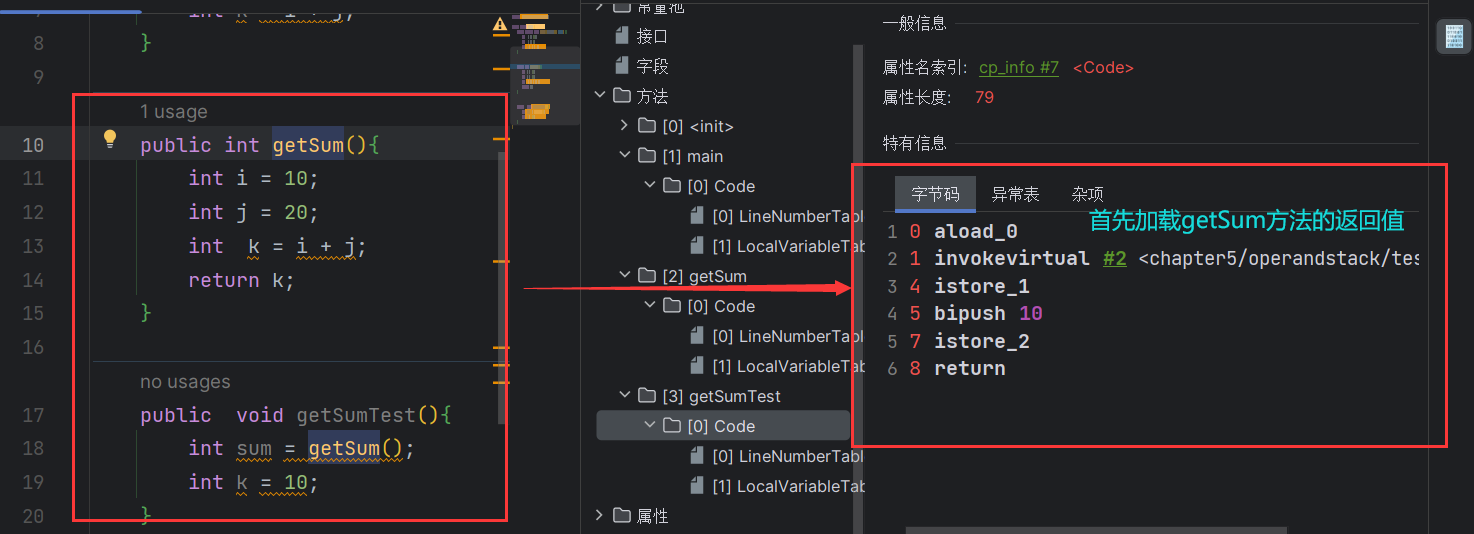 8 }
9
1 usage
10 public int getSum(){
11 int i = 10;
12 int j = 20;
13 int k = i + j;
14 return k;
15 }
16
no usages
17 public void getSumTest(){
18 int sum = getSum();
19 int k = 10;
20 }
常量池
接口
字段
方法
[0] <init>
[1] main
[0] Code
[0] LineNumberTabl
[1] LocalVariableTab
[2] getSum
[0] Code
[0] LineNumberTabl
[1] LocalVariableTab
[3] getSumTest
[0] Code
[0] LineNumberTabl
[1] LocalVariableTab
属性
一般信息
属性名索引: cp_info #7 <Code>
属性长度: 79
特有信息
字节码 异常表 杂项
首先加载getSum方法的返回值
1 0 aload_0
2 1 invokevirtual #2 <chapter5/operandstack/tes
3 4 istore_1
4 5 bipush 10
5 7 istore_2
6 8 return